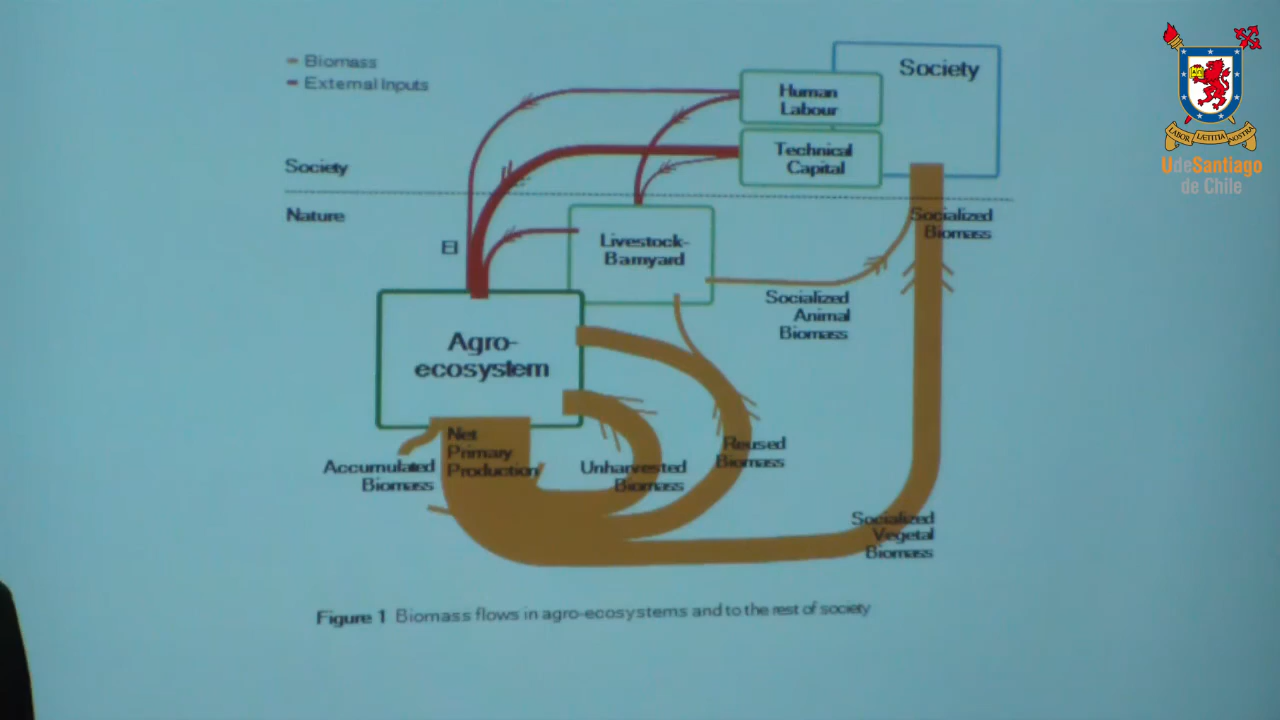 Biomass
External Inputs
Society
Human
Labour
Technical
Capital
Society
Nature
Socialized
Biomass
EI
Livestock-
Barnyard
Socialized
Animal
Biomass
Agro-
ecosystem
Net
Primary
Production
Accumulated
Biomass
Unharvested
Biomass
Reused
Biomass
Socialized
Vegetal
Biomass
Figure 1 Biomass flows in agro-ecosystems and to the rest of society
LABOR LÆTITIA NOSTRA
UdeSantiago
de Chile